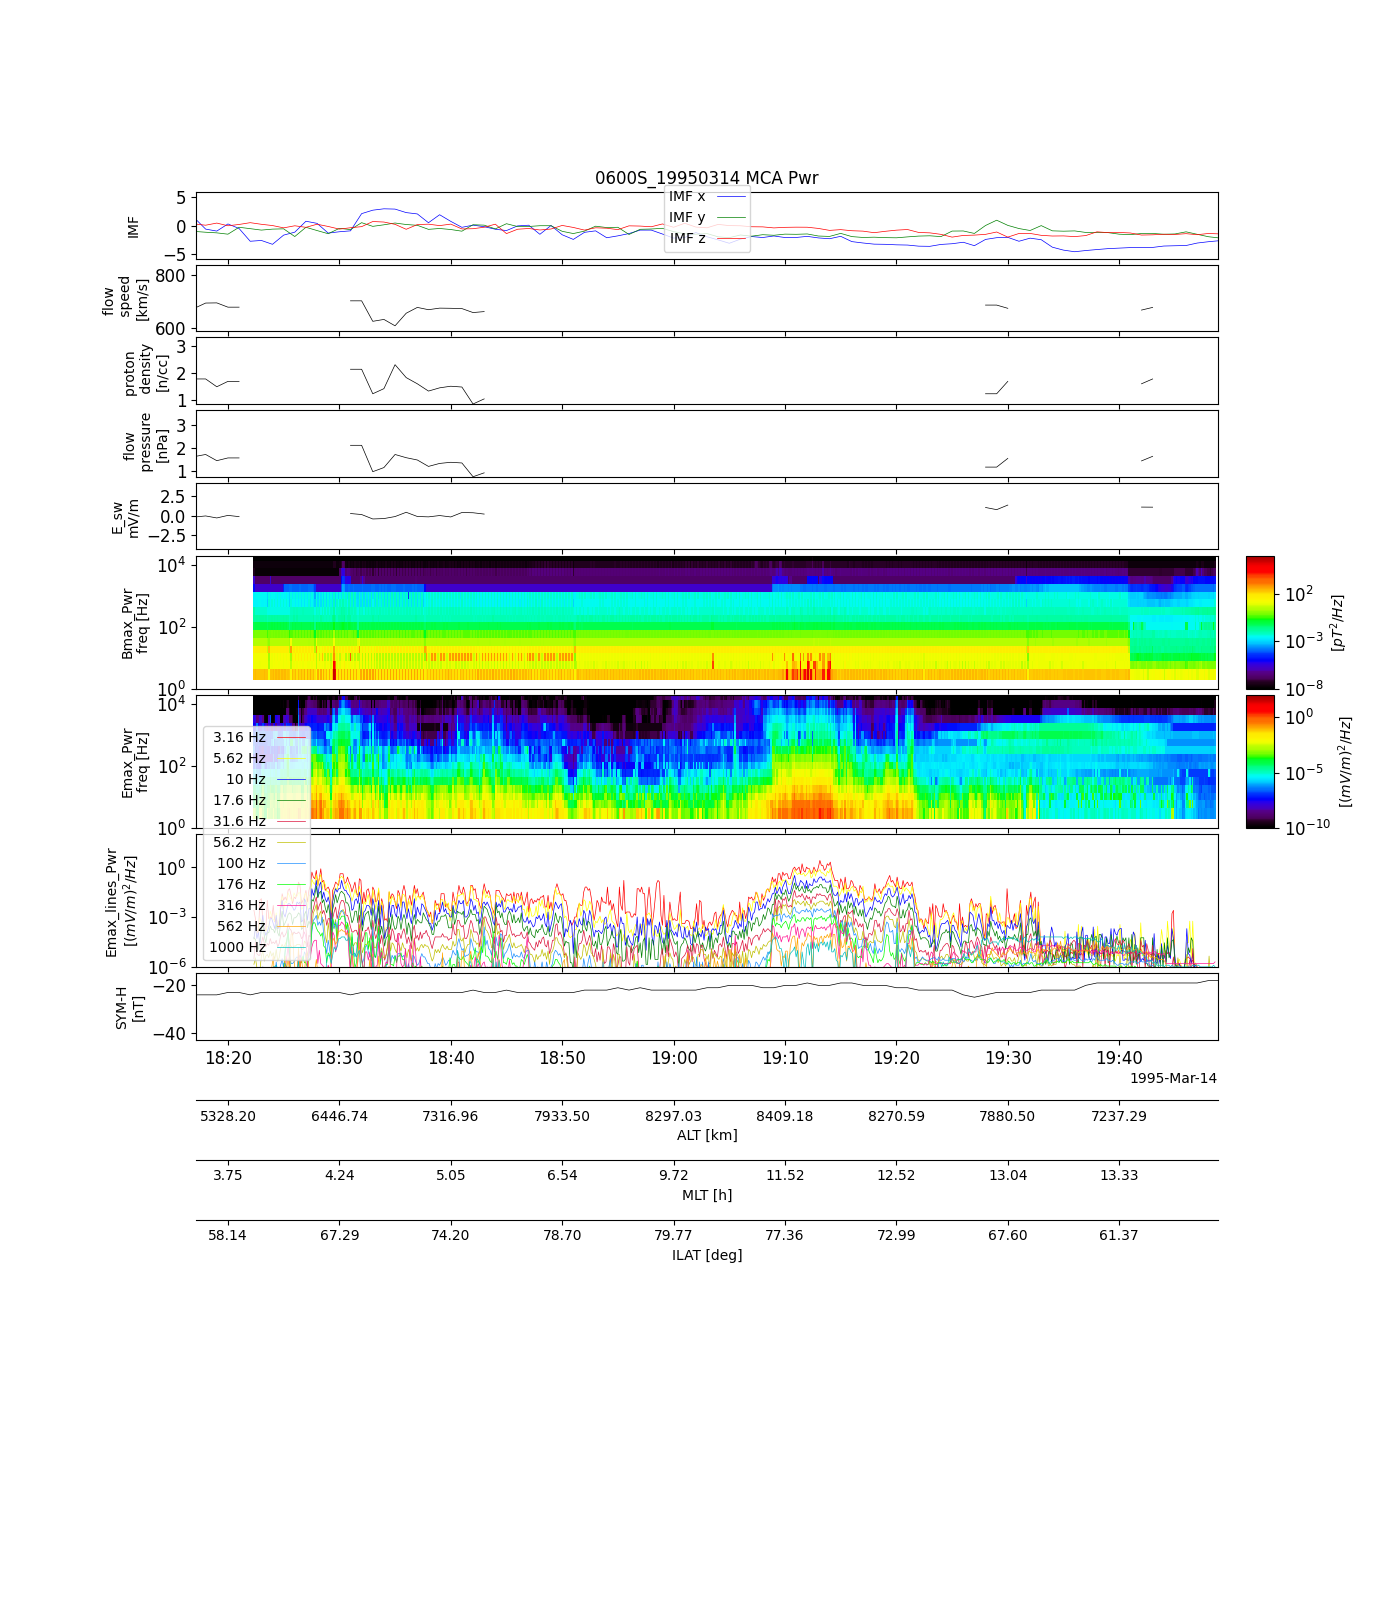 0600S_19950314 MCA Pwr
IMF
5
0
−5
IMF x
IMF y
IMF z
flow
speed
[km/s]
800
600
proton
density
[n/cc]
3
2
1
flow
pressure
[nPa]
3
2
1
E_sw
mV/m
2.5
0.0
−2.5
Bmax_Pwr
freq [Hz]
10^4
10^2
10^0
10^2
10^−3
10^−8
[pT^2/Hz]
Emax_Pwr
freq [Hz]
10^4
10^2
10^0
10^0
10^−5
10^−10
[(mV/m)^2/Hz]
3.16 Hz
5.62 Hz
10 Hz
17.6 Hz
31.6 Hz
56.2 Hz
100 Hz
176 Hz
316 Hz
562 Hz
1000 Hz
Emax_lines_Pwr
[(mV/m)^2/Hz]
10^0
10^−3
10^−6
SYM-H
[nT]
−20
−40
18:20 18:30 18:40 18:50 19:00 19:10 19:20 19:30 19:40
1995-Mar-14
5328.20 6446.74 7316.96 7933.50 8297.03 8409.18 8270.59 7880.50 7237.29
ALT [km]
3.75 4.24 5.05 6.54 9.72 11.52 12.52 13.04 13.33
MLT [h]
58.14 67.29 74.20 78.70 79.77 77.36 72.99 67.60 61.37
ILAT [deg]